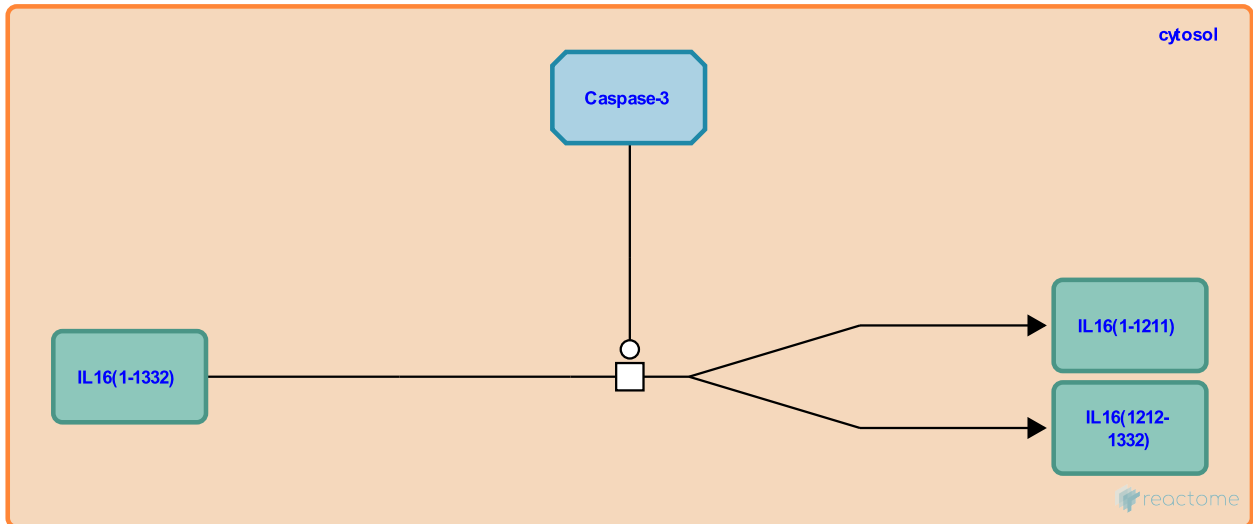 cytosol
Caspase-3
IL16(1-1211)
IL16(1-1332)
IL16(1212-
1332)
reactome